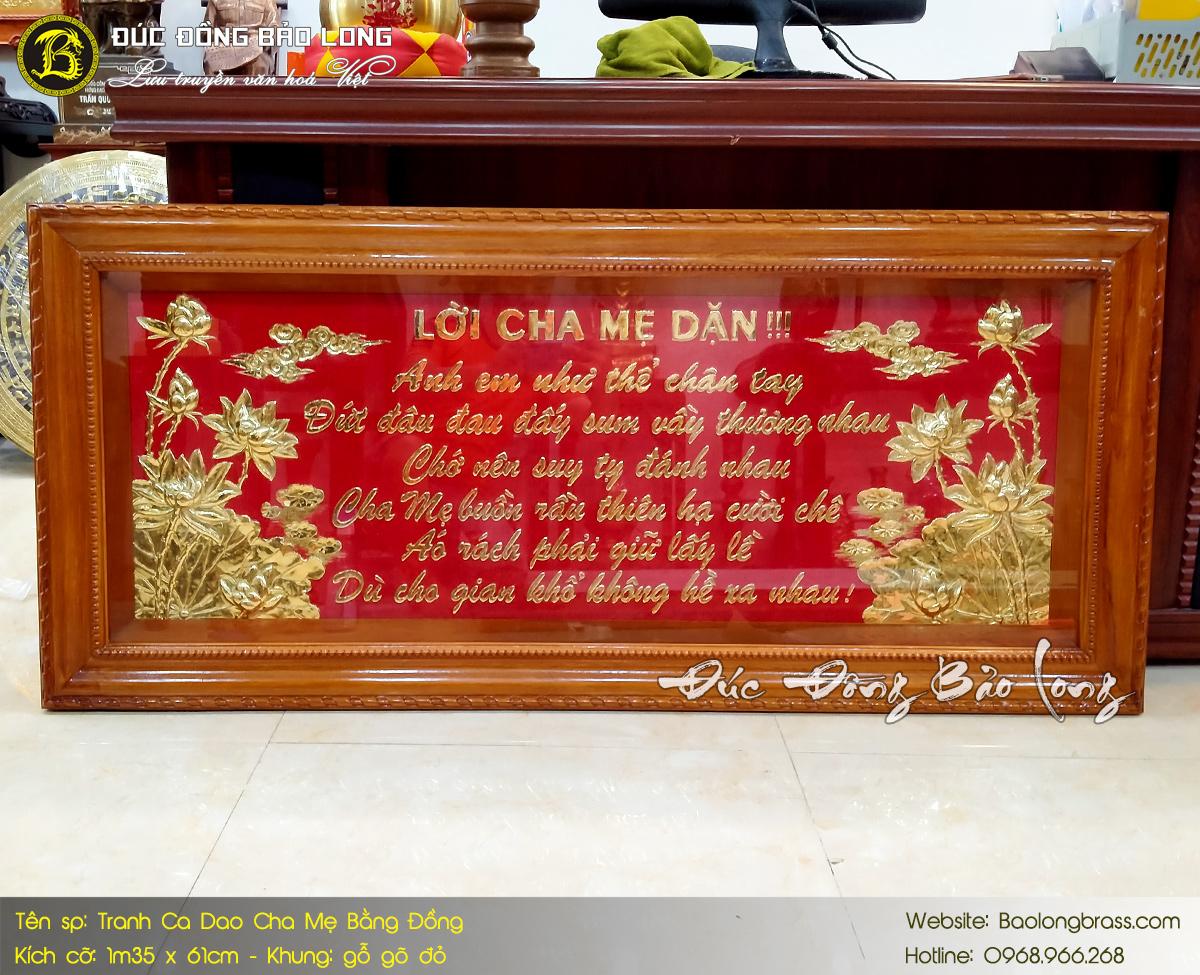 ĐÚC ĐỒNG BẢO LONG
Lưu truyền văn hoá Việt
TRẦN QUỐ
LỜI CHA MẸ DẶN!!!
Anh em như thể chân tay
Đứt đâu đau đấy sum vầy thương nhau
Chớ nên suy tỵ đánh nhau
Cha Mẹ buồn rầu thiên hạ cười chê
Aó rách phải giữ lấy lề
Dù cho gian khổ không hề xa nhau!
Đúc Đồng Bảo Long
Tên sp: Tranh Ca Dao Cha Mẹ Bằng Đồng
Kích cỡ: 1m35 x 61cm - Khung: gỗ gõ đỏ
Website: Baolongbrass.com
Hotline: 0968.966.268